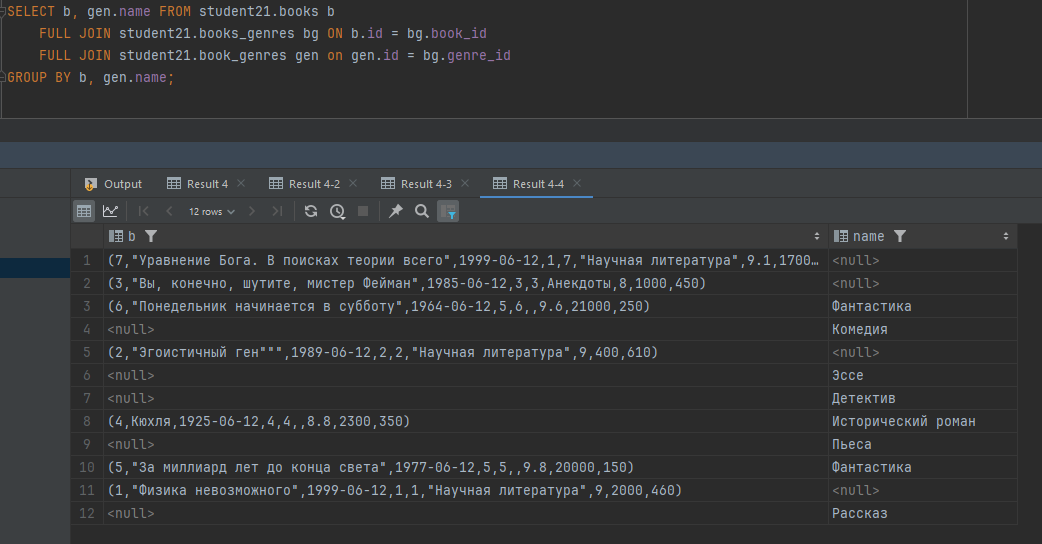 SELECT b, gen.name FROM student21.books b
FULL JOIN student21.books_genres bg ON b.id = bg.book_id
FULL JOIN student21.book_genres gen on gen.id = bg.genre_id
GROUP BY b, gen.name;
Output Result 4 Result 4-2 Result 4-3 Result 4-4
12 rows
b name
1 (7,"Уравнение Бога. В поисках теории всего",1999-06-12,1,7,"Научная литература",9.1,1700… <null>
2 (3,"Вы, конечно, шутите, мистер Фейман",1985-06-12,3,3,Анекдоты,8,1000,450) <null>
3 (6,"Понедельник начинается в субботу",1964-06-12,5,6,,9.6,21000,250) Фантастика
4 <null> Комедия
5 (2,"Эгоистичный ген""",1989-06-12,2,2,"Научная литература",9,400,610) <null>
6 <null> Эссе
7 <null> Детектив
8 (4,Кюхля,1925-06-12,4,4,,8.8,2300,350) Исторический роман
9 <null> Пьеса
10 (5,"За миллиард лет до конца света",1977-06-12,5,5,,9.8,20000,150) Фантастика
11 (1,"Физика невозможного",1999-06-12,1,1,"Научная литература",9,2000,460) <null>
12 <null> Рассказ